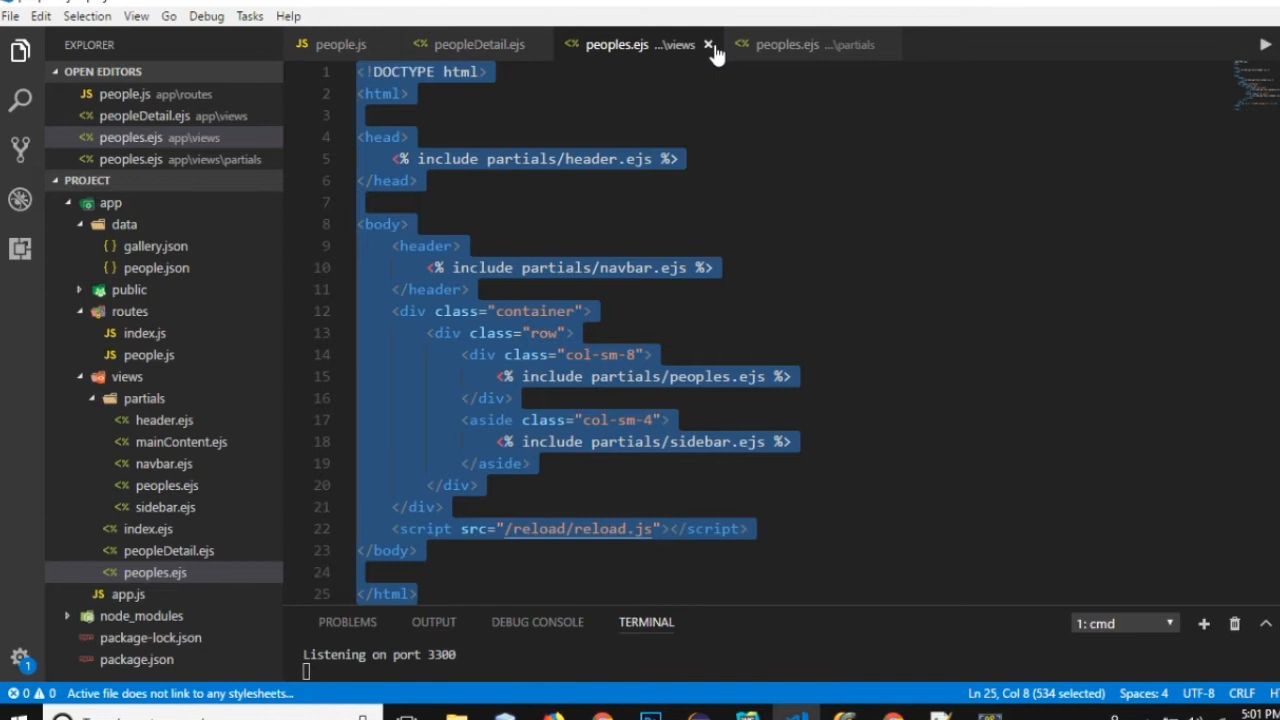 File Edit Selection View Go Debug Tasks Help
EXPLORER
OPEN EDITORS
JS people.js app\routes
<% peopleDetail.ejs app\views
<% peoples.ejs app\views
<% peoples.ejs app\views\partials
PROJECT
app
data
{ } gallery.json
{ } people.json
public
routes
JS index.js
JS people.js
views
partials
<% header.ejs
<% mainContent.ejs
<% navbar.ejs
<% peoples.ejs
<% sidebar.ejs
<% index.ejs
<% peopleDetail.ejs
<% peoples.ejs
JS app.js
node_modules
package-lock.json
package.json
JS people.js <% peopleDetail.ejs <% peoples.ejs ...\views <% peoples.ejs ...\partials
1 <!DOCTYPE html>
2 <html>
3
4 <head>
5 <% include partials/header.ejs %>
6 </head>
7
8 <body>
9 <header>
10 <% include partials/navbar.ejs %>
11 </header>
12 <div class="container">
13 <div class="row">
14 <div class="col-sm-8">
15 <% include partials/peoples.ejs %>
16 </div>
17 <aside class="col-sm-4">
18 <% include partials/sidebar.ejs %>
19 </aside>
20 </div>
21 </div>
22 <script src="/reload/reload.js"></script>
23 </body>
24
25 </html>
PROBLEMS OUTPUT DEBUG CONSOLE TERMINAL 1: cmd
Listening on port 3300
1
0 0 Active file does not link to any stylesheets... Ln 25, Col 8 (534 selected) Spaces: 4 UTF-8 CRLF
5:01 PM